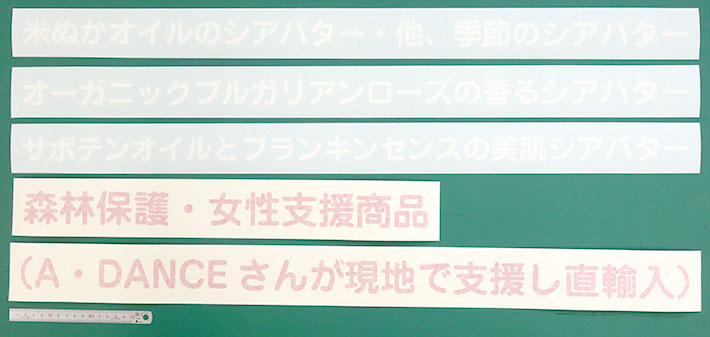 米ぬかオイルのシアバター・他、季節のシアバター
オーガニックブルガリアンローズの香るシアバター
サボテンオイルとフランキンセンスの美肌シアバター
森林保護・女性支援商品
（A・DANCEさんが現地で支援し直輸入）